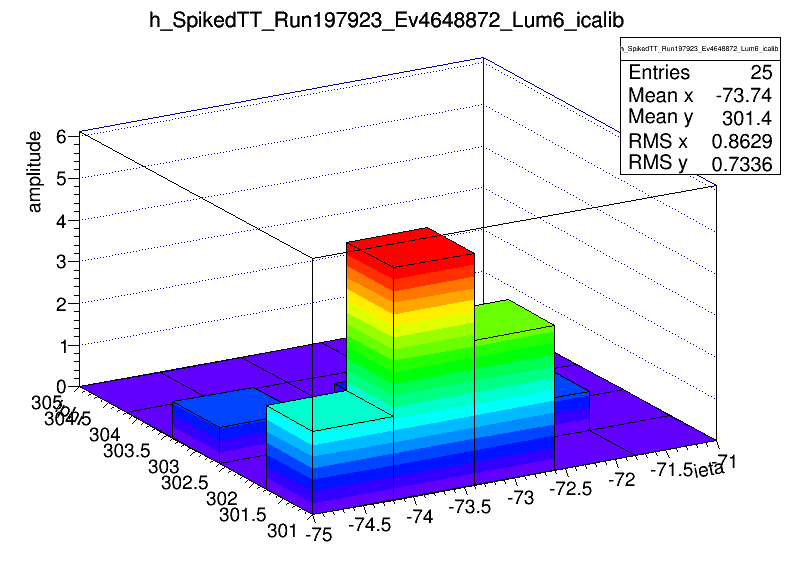 h_SpikedTT_Run197923_Ev4648872_Lum6_icalib
h_SpikedTT_Run197923_Ev4648872_Lum6_icalib
Entries 25
Mean x -73.74
Mean y 301.4
RMS x 0.8629
RMS y 0.7336
amplitude
6
5
4
3
2
1
0
305
304.5
304
303.5
303
302.5
302
301.5
301
-75
-74.5
-74
-73.5
-73
-72.5
-72
-71.5
-71
ieta